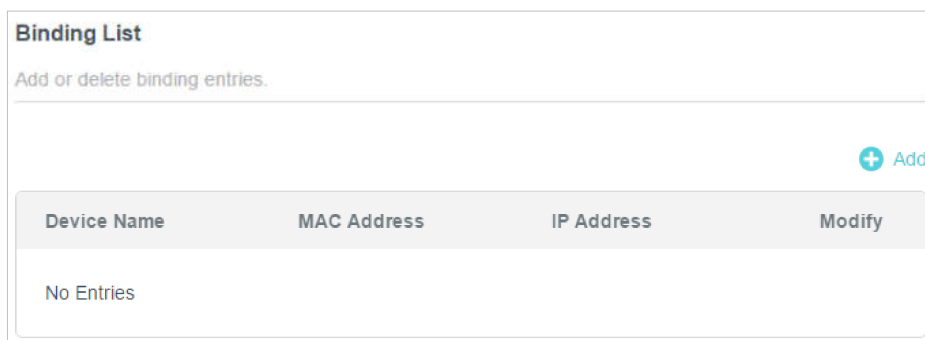 Binding List
Add or delete binding entries.
Add
Device Name MAC Address IP Address Modify
No Entries